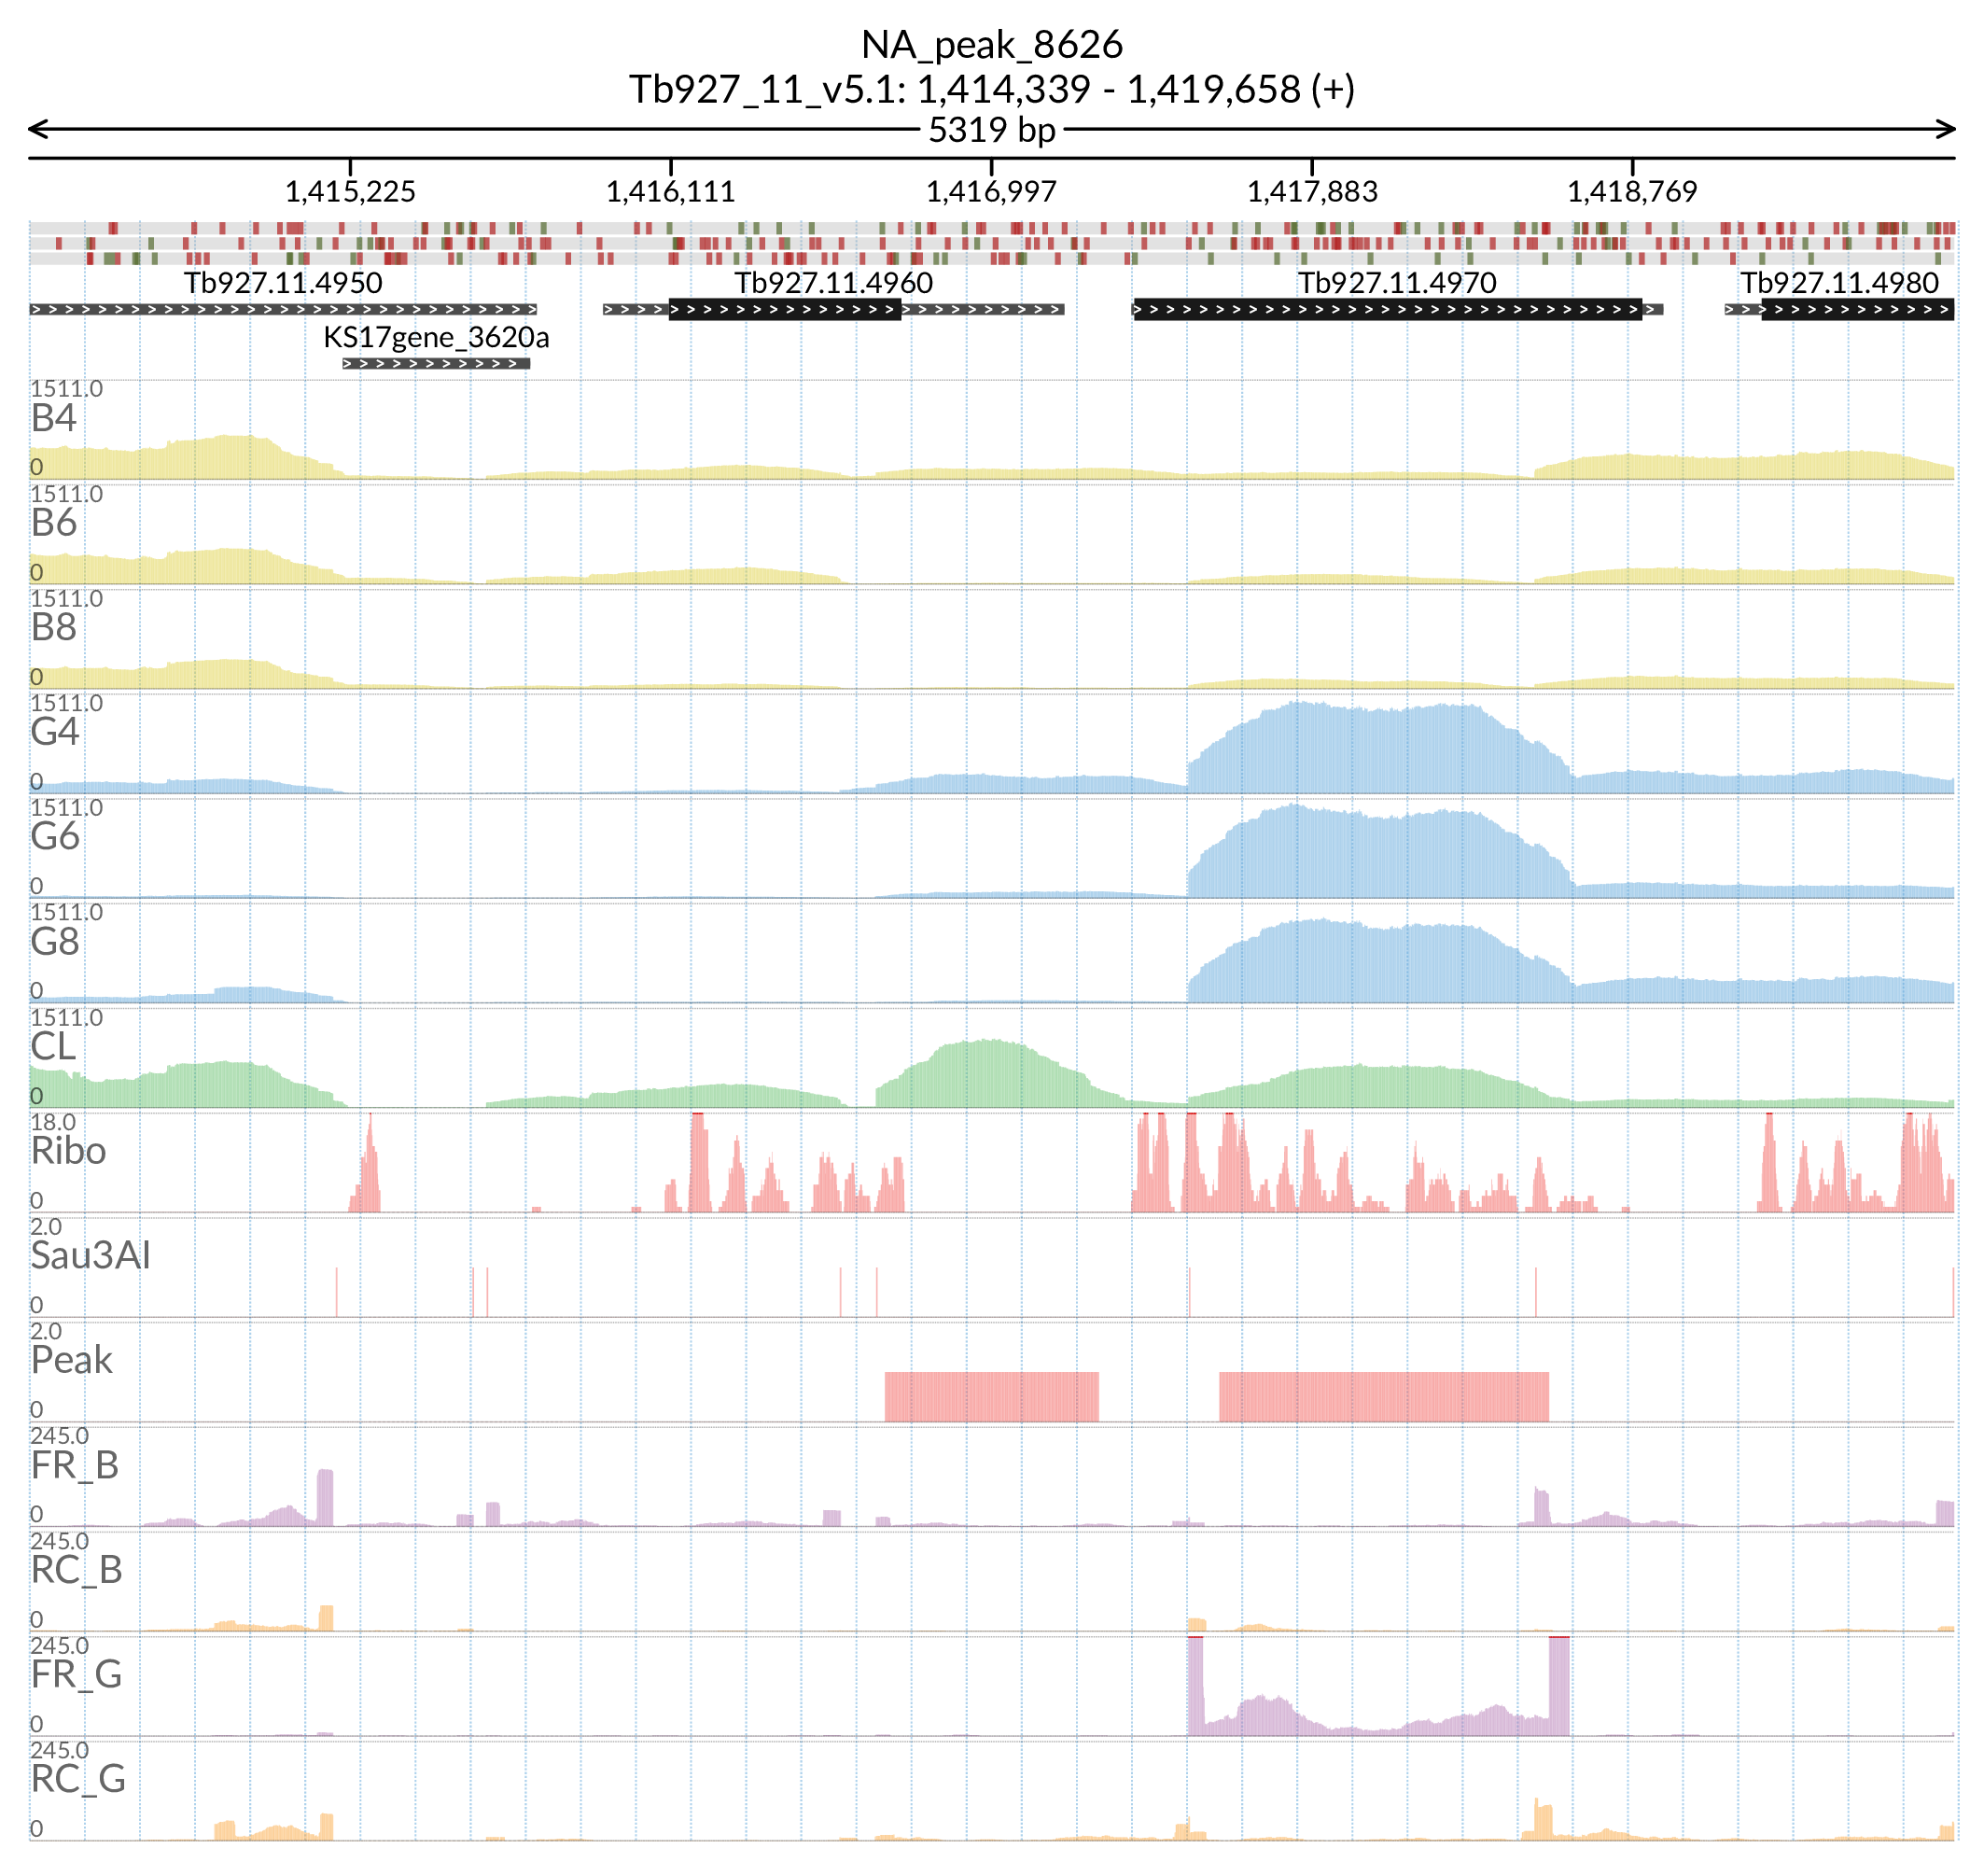 NA_peak_8626
Tb927_11_v5.1: 1,414,339 - 1,419,658 (+)
5319 bp
1,415,225 1,416,111 1,416,997 1,417,883 1,418,769
Tb927.11.4950 Tb927.11.4960 Tb927.11.4970 Tb927.11.4980
KS17gene_3620a
1511.0
B4
0
1511.0
B6
0
1511.0
B8
0
1511.0
G4
0
1511.0
G6
0
1511.0
G8
0
1511.0
CL
0
18.0
Ribo
0
2.0
Sau3AI
0
2.0
Peak
0
245.0
FR_B
0
245.0
RC_B
0
245.0
FR_G
0
245.0
RC_G
0